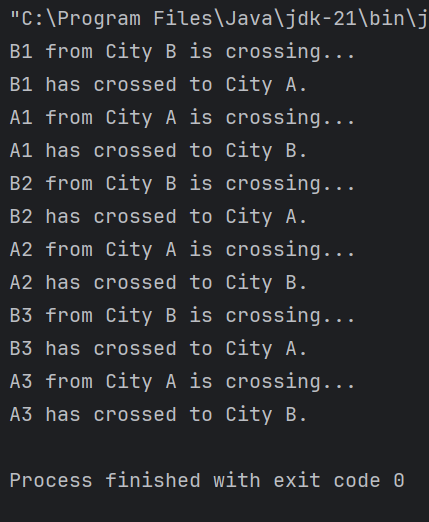 "C:\Program Files\Java\jdk-21\bin\j
B1 from City B is crossing...
B1 has crossed to City A.
A1 from City A is crossing...
A1 has crossed to City B.
B2 from City B is crossing...
B2 has crossed to City A.
A2 from City A is crossing...
A2 has crossed to City B.
B3 from City B is crossing...
B3 has crossed to City A.
A3 from City A is crossing...
A3 has crossed to City B.
Process finished with exit code 0